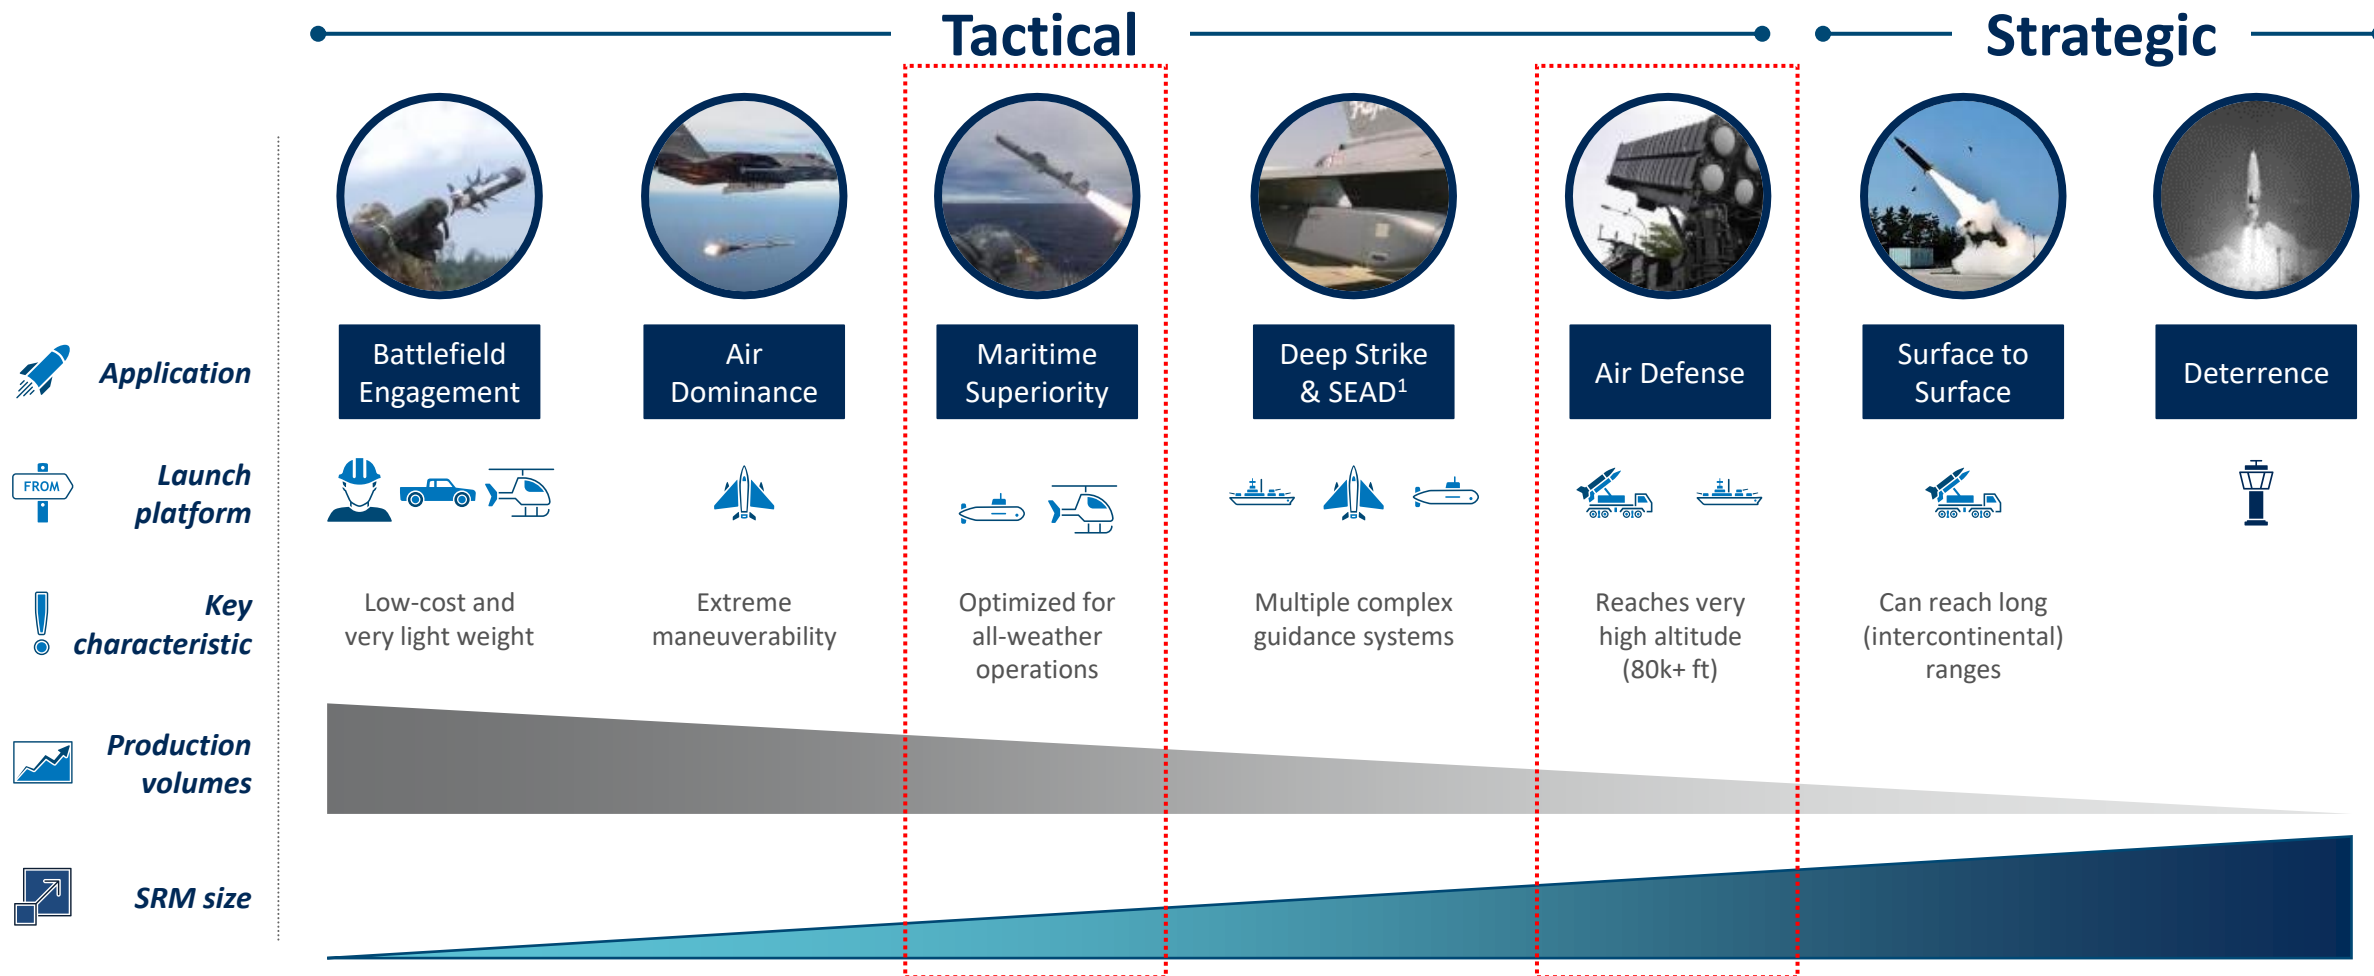 Tactical
Strategic
Application
Battlefield
Engagement
Air
Dominance
Maritime
Superiority
Deep Strike
& SEAD1
Air Defense
Surface to
Surface
Deterrence
FROM
Launch
platform
Key
characteristic
Low-cost and
very light weight
Extreme
maneuverability
Optimized for
all-weather
operations
Multiple complex
guidance systems
Reaches very
high altitude
(80k+ ft)
Can reach long
(intercontinental)
ranges
Production
volumes
SRM size